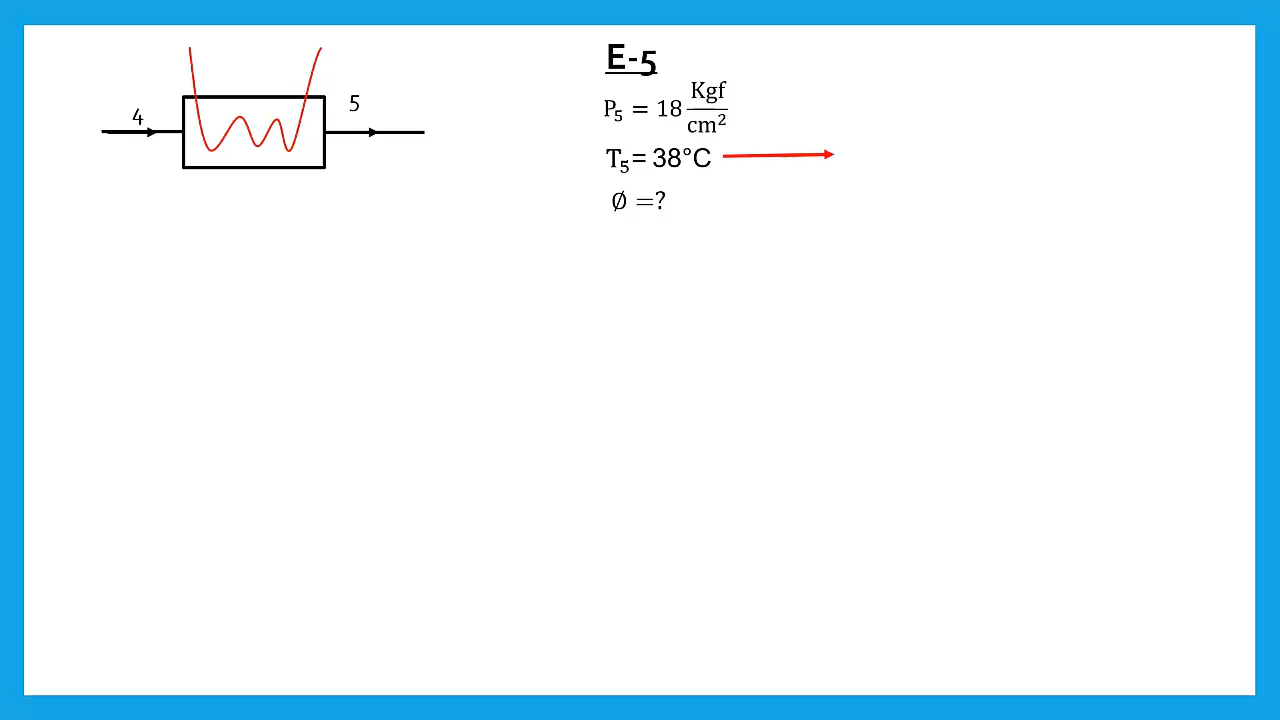 4
5
E-5
P₅ = 18 Kgf/cm²
T₅= 38°C
∅ =?